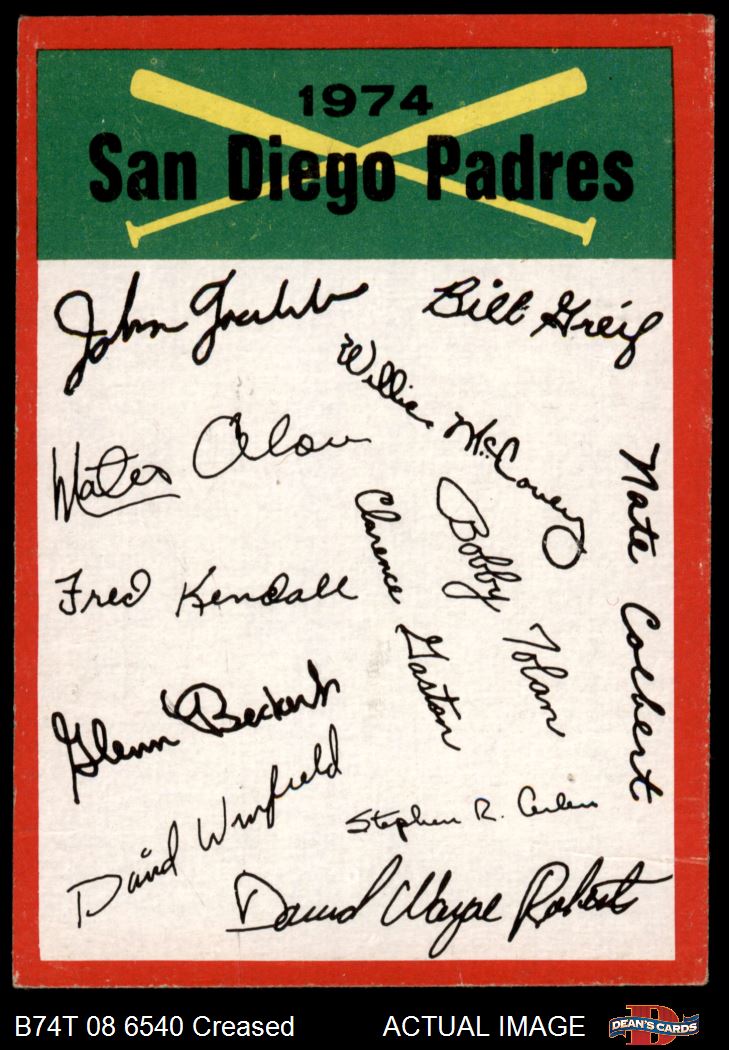 1974
San Diego Padres
John Grubb
Bill Greif
Willie McCovey
Mateo Alou
Nate Colbert
Clarence Gaston
Bobby Tolan
Fred Kendall
Glenn Beckert
David Winfield
Stephen R. Arlin
David Wayne Roberts
B74T 08 6540 Creased
ACTUAL IMAGE
D
DEAN'S CARDS